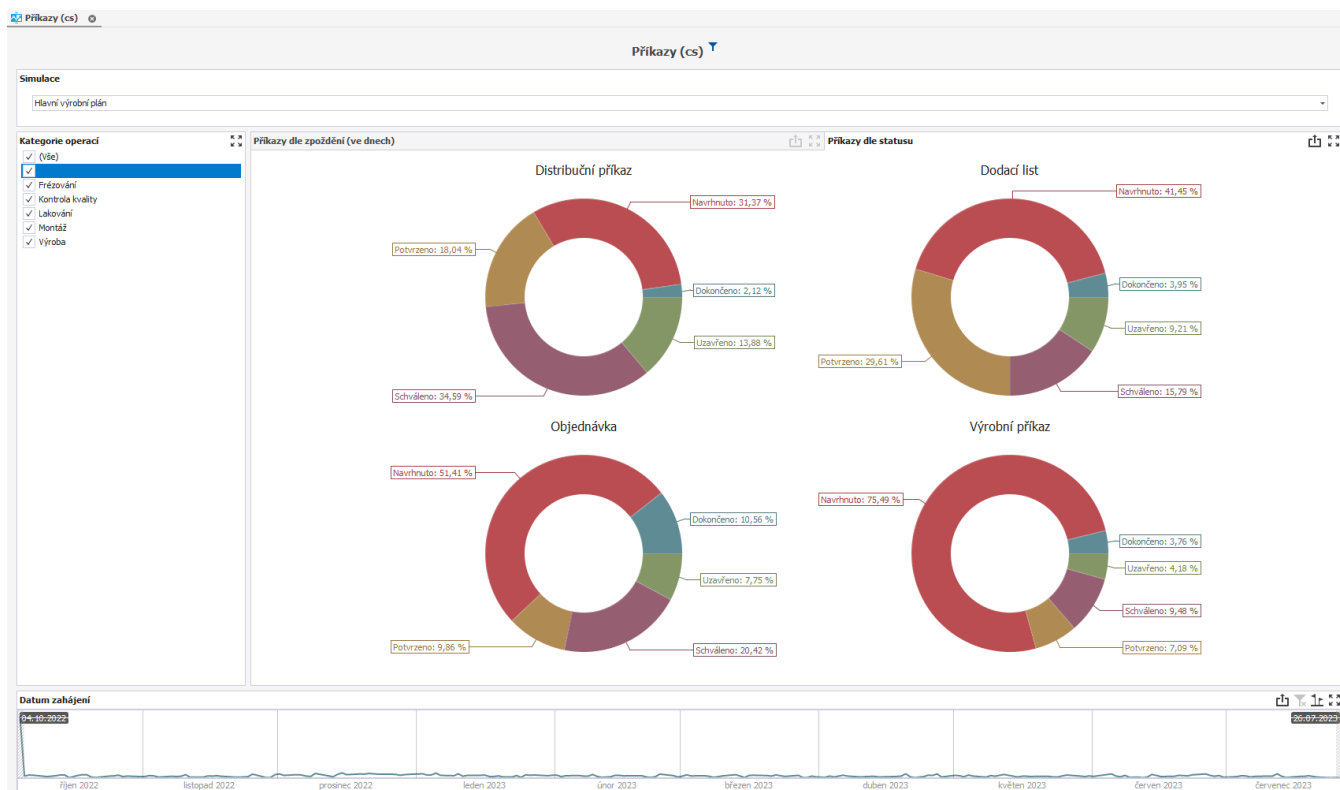 Příkazy (cs)
Příkazy (cs)
Simulace
Hlavní výrobní plán
Kategorie operací
(Vše)
Frézování
Kontrola kvality
Lakování
Montáž
Výroba
Příkazy dle zpoždění (ve dnech)
Příkazy dle statusu
Distribuční příkaz
Navrhnuto: 31,37 %
Potvrzeno: 18,04 %
Dokončeno: 2,12 %
Uzavřeno: 13,88 %
Schváleno: 34,59 %
Dodací list
Navrhnuto: 41,45 %
Dokončeno: 3,95 %
Uzavřeno: 9,21 %
Potvrzeno: 29,61 %
Schváleno: 15,79 %
Objednávka
Navrhnuto: 51,41 %
Dokončeno: 10,56 %
Uzavřeno: 7,75 %
Potvrzeno: 9,86 %
Schváleno: 20,42 %
Výrobní příkaz
Navrhnuto: 75,49 %
Dokončeno: 3,76 %
Uzavřeno: 4,18 %
Schváleno: 9,48 %
Potvrzeno: 7,09 %
Datum zahájení
04.10.2022
26.07.2023
říjen 2022
listopad 2022
prosinec 2022
leden 2023
únor 2023
březen 2023
duben 2023
květen 2023
červen 2023
červenec 2023